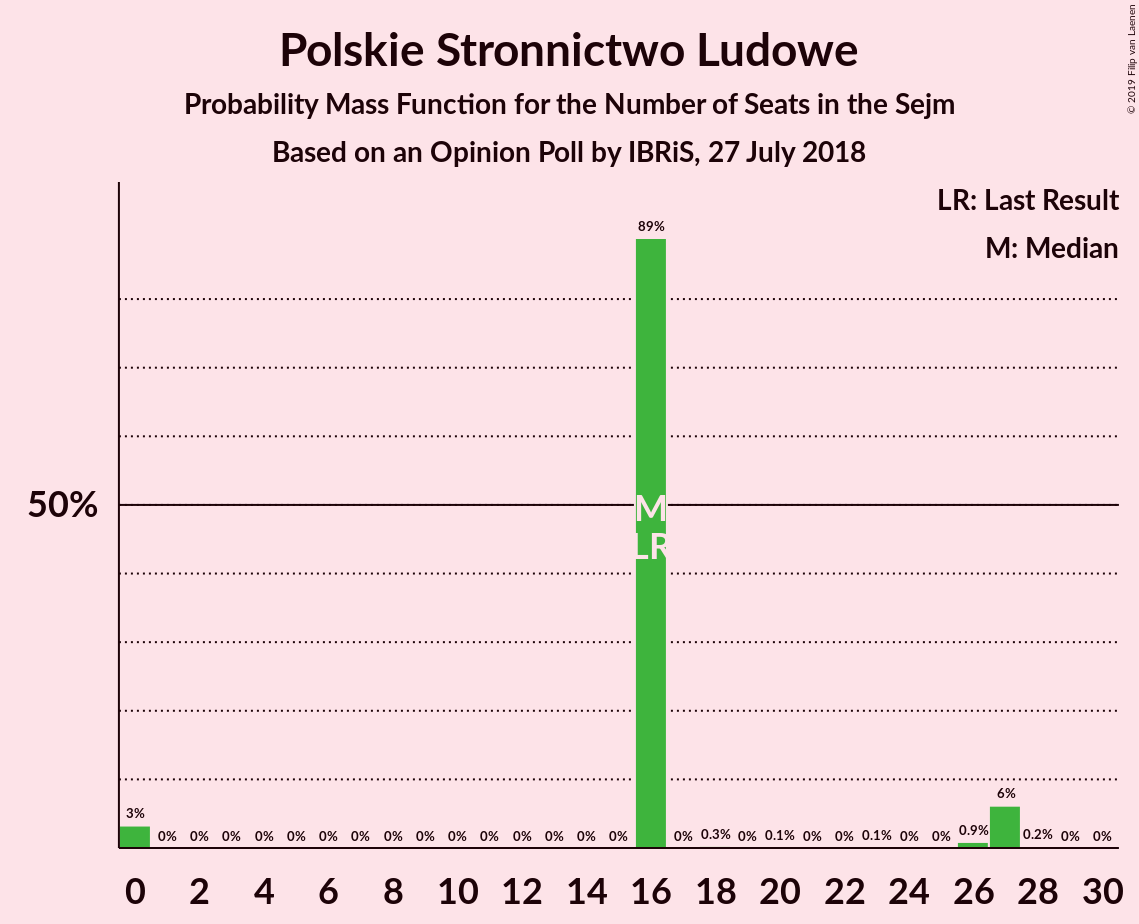 Polskie Stronnictwo Ludowe
Probability Mass Function for the Number of Seats in the Sejm
Based on an Opinion Poll by IBRiS, 27 July 2018
© 2019 Filip van Laenen
LR: Last Result
M: Median
50%
3% 0% 0% 0% 0% 0% 0% 0% 0% 0% 0% 0% 0% 0% 0% 0% 89% 0% 0.3% 0% 0.1% 0% 0% 0.1% 0% 0% 0.9% 6% 0.2% 0% 0%
M
LR
0 2 4 6 8 10 12 14 16 18 20 22 24 26 28 30